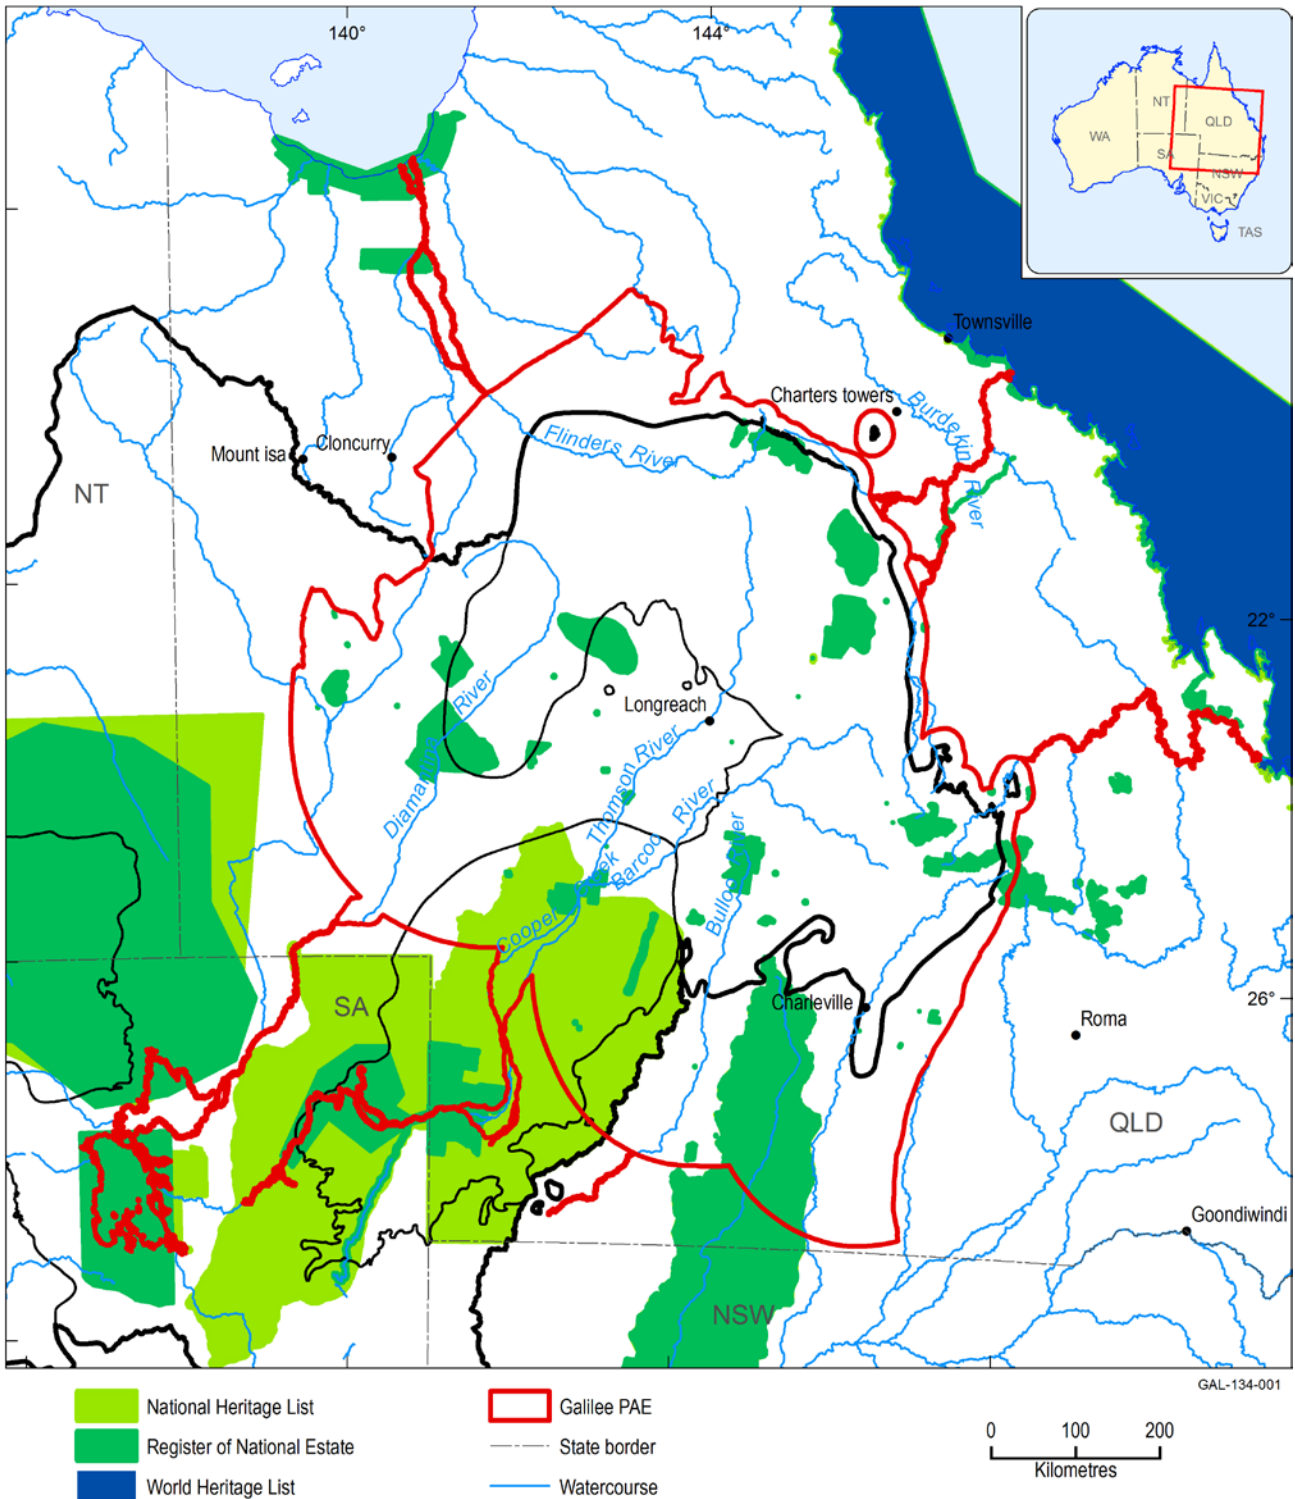 140°
144°
NT
QLD
WA
SA
NSW
VIC
TAS
Townsville
Charters towers
Burdekin River
Flinders River
Mount isa
Cloncurry
NT
22°
Longreach
Diamantina River
Thomson River
Barcoo River
Cooper Creek
Bulloo River
SA
Charleville
26°
Roma
QLD
Goondiwindi
NSW
GAL-134-001
National Heritage List
Register of National Estate
World Heritage List
Galilee PAE
State border
Watercourse
0 100 200
Kilometres